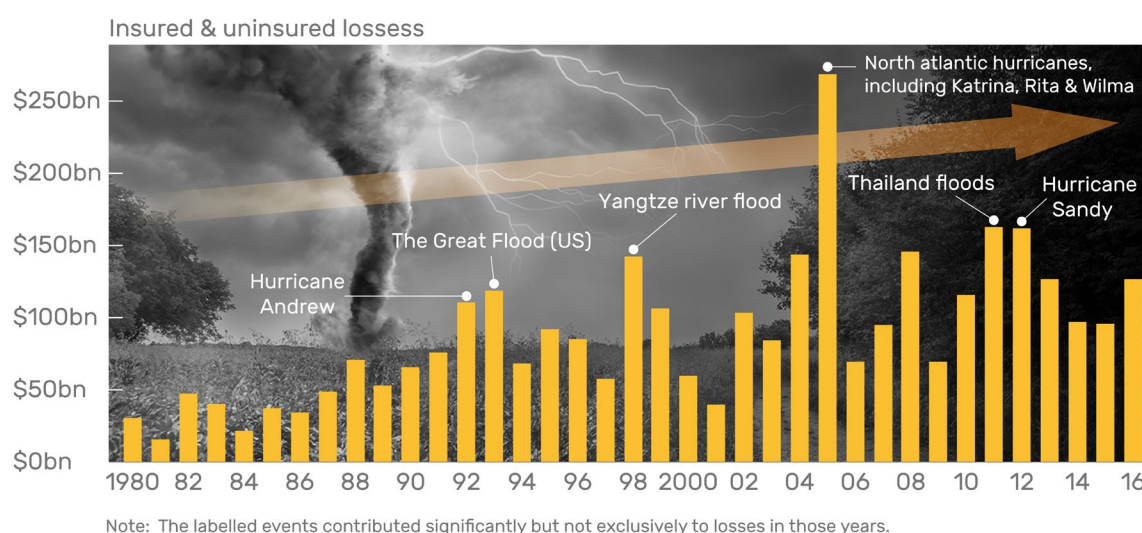 Insured & uninsured lossess
North atlantic hurricanes,
including Katrina, Rita & Wilma
$250bn
$200bn
Thailand floods
Hurricane
Sandy
Yangtze river flood
$150bn
The Great Flood (US)
Hurricane
Andrew
$100bn
$50bn
$0bn
1980 82 84 86 88 90 92 94 96 98 2000 02 04 06 08 10 12 14 16
Note: The labelled events contributed significantly but not exclusively to losses in those years.